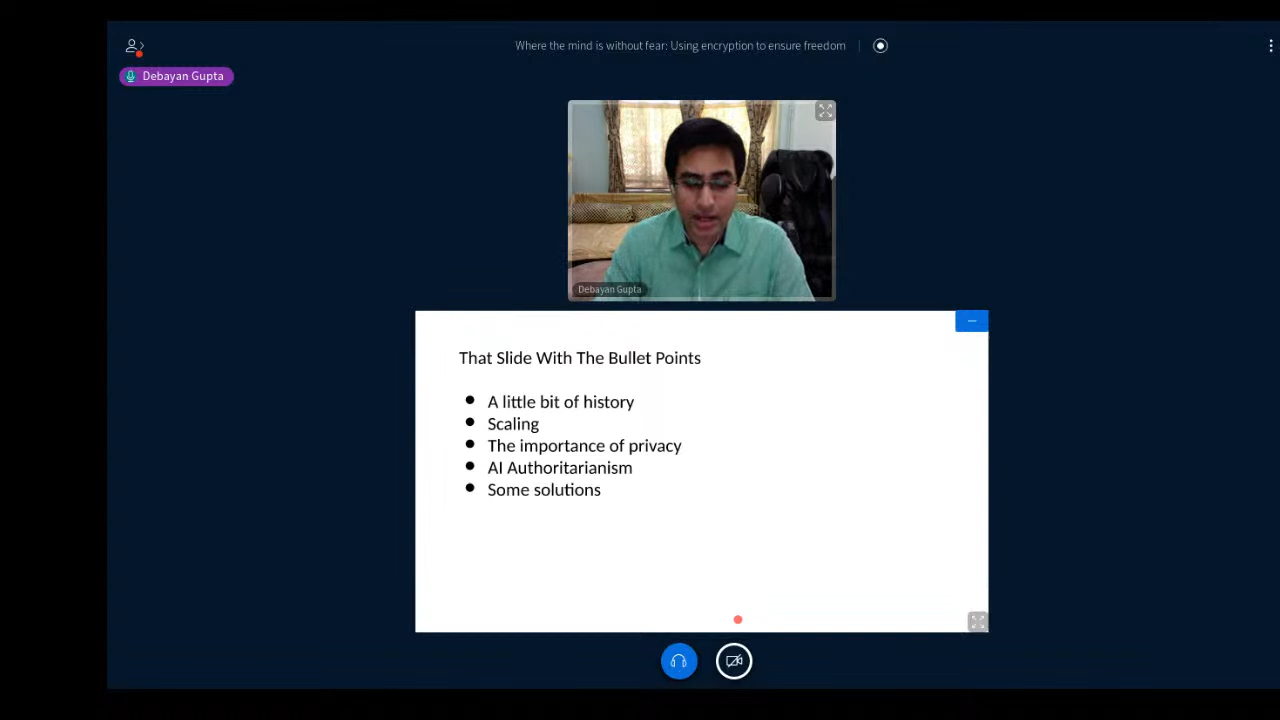 Where the mind is without fear: Using encryption to ensure freedom
Debayan Gupta
Debayan Gupta
That Slide With The Bullet Points
A little bit of history
Scaling
The importance of privacy
AI Authoritarianism
Some solutions